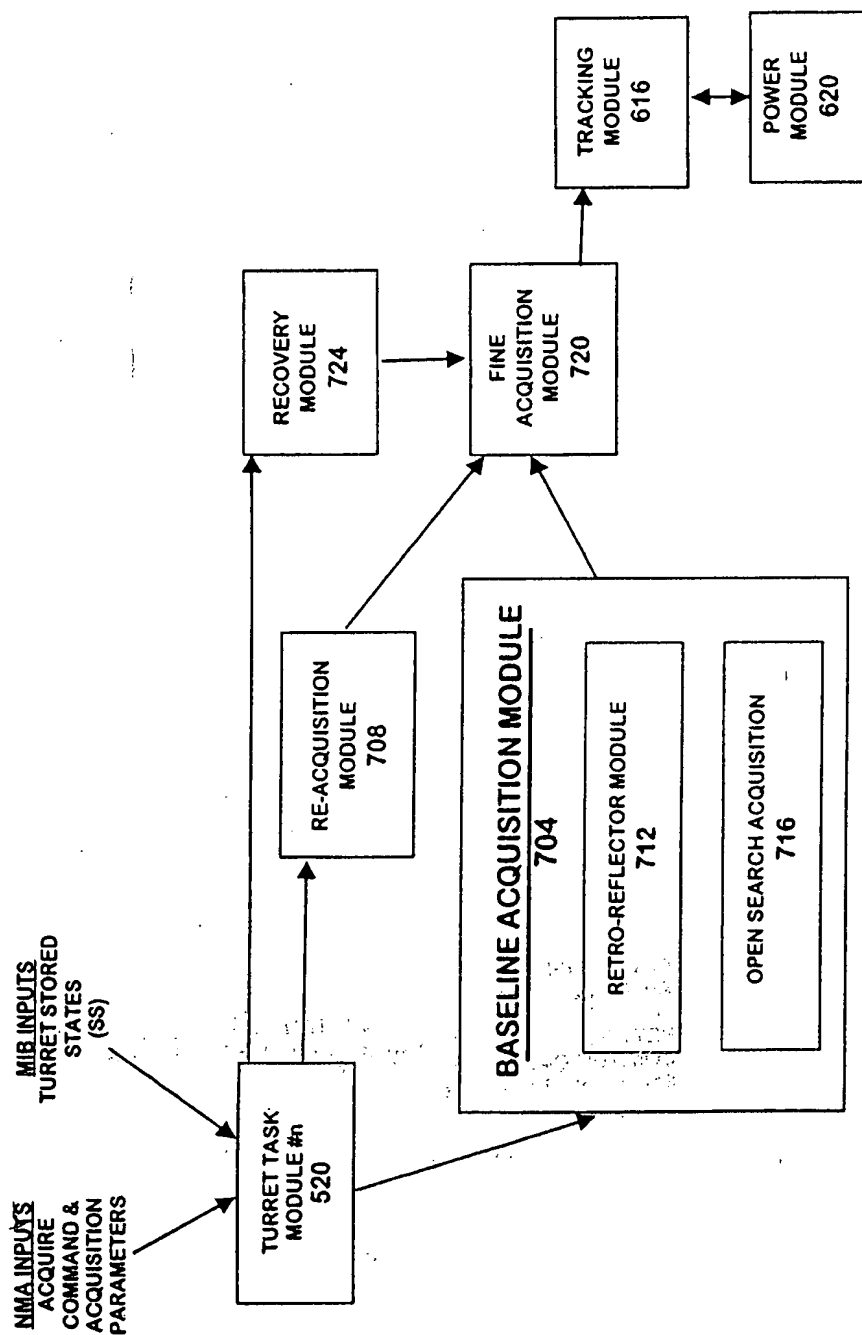 NMA INPUTS
ACQUIRE
COMMAND &
ACQUISITION
PARAMETERS
MIB INPUTS
TURRET STORED
STATES
(SS)
TURRET TASK
MODULE #n
520
RE-ACQUISITION
MODULE
708
RECOVERY
MODULE
724
BASELINE ACQUISITION MODULE
704
RETRO-REFLECTOR MODULE
712
OPEN SEARCH ACQUISITION
716
FINE
ACQUISITION
MODULE
720
TRACKING
MODULE
616
POWER
MODULE
620